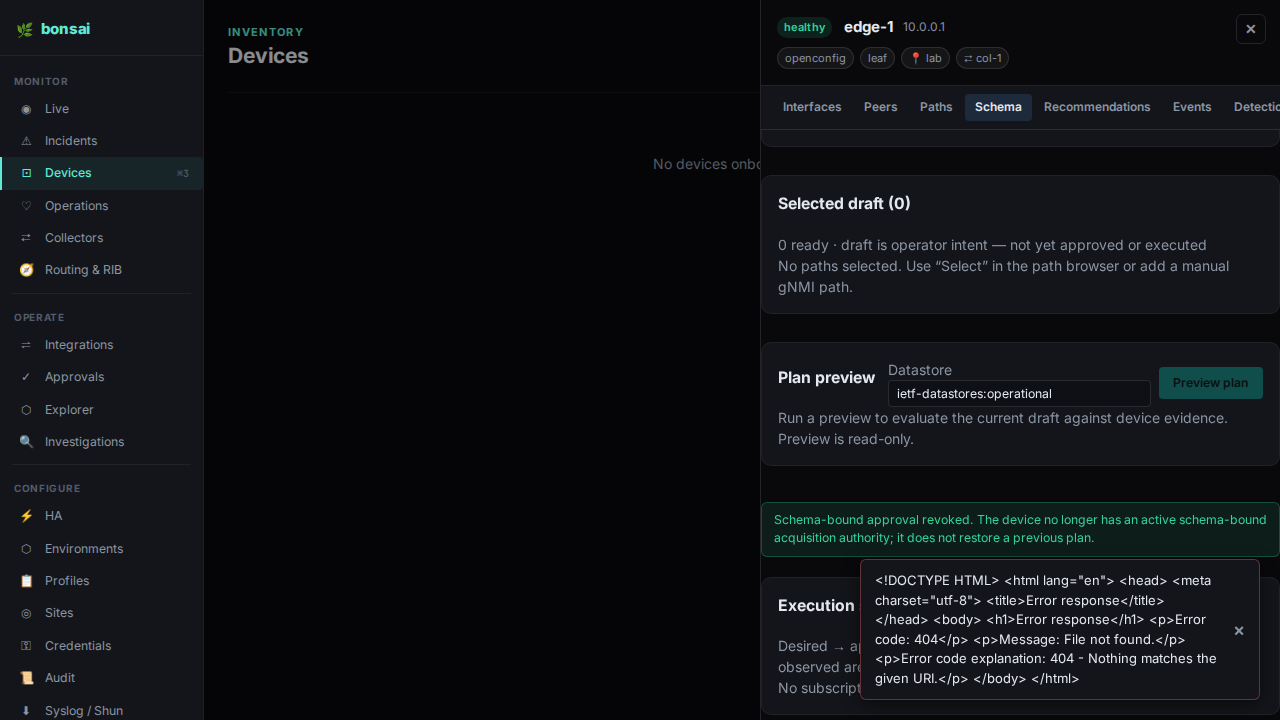 bonsai
MONITOR
Live
Incidents
Devices ⌘3
Operations
Collectors
Routing & RIB
OPERATE
Integrations
Approvals
Explorer
Investigations
CONFIGURE
HA
Environments
Profiles
Sites
Credentials
Audit
Syslog / Shun
INVENTORY
Devices
No devices onbo
healthy edge-1 10.0.0.1
openconfig leaf 📍 lab ⇄ col-1
Interfaces Peers Paths Schema Recommendations Events Detectio
Selected draft (0)
0 ready · draft is operator intent — not yet approved or executed
No paths selected. Use “Select” in the path browser or add a manual
gNMI path.
Plan preview
Datastore
ietf-datastores:operational
Preview plan
Run a preview to evaluate the current draft against device evidence.
Preview is read-only.
Schema-bound approval revoked. The device no longer has an active schema-bound
acquisition authority; it does not restore a previous plan.
Execution
Desired → a
observed are
No subscript
<!DOCTYPE HTML> <html lang="en"> <head> <meta
charset="utf-8"> <title>Error response</title>
</head> <body> <h1>Error response</h1> <p>Error
code: 404</p> <p>Message: File not found.</p>
<p>Error code explanation: 404 - Nothing matches the
given URI.</p> </body> </html>